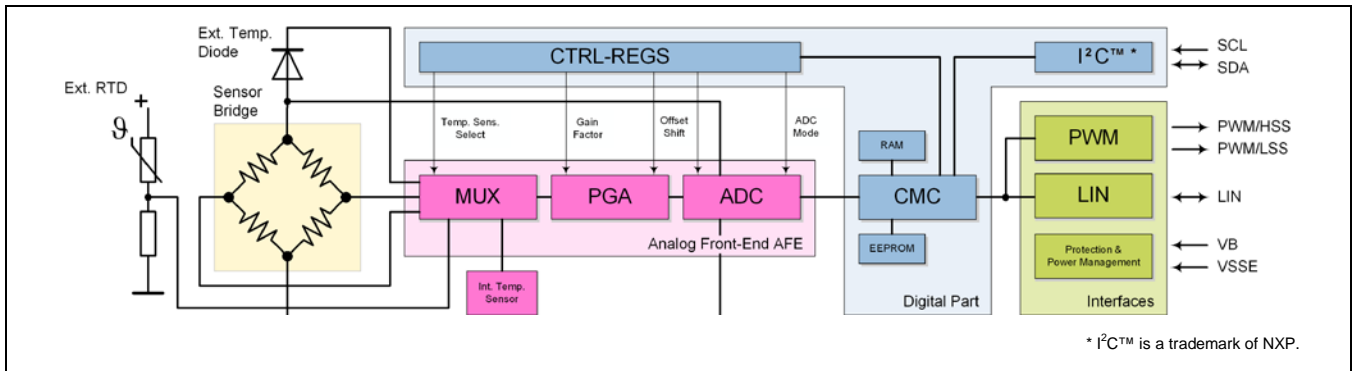 Ext. Temp.
Diode
Ext. RTD
+
ϑ
Sensor
Bridge
CTRL-REGS
I²C™ *
SCL
SDA
Temp. Sens.
Select
Gain
Factor
Offset
Shift
ADC
Mode
RAM
PWM
PWM/HSS
PWM/LSS
MUX
PGA
ADC
CMC
LIN
LIN
Analog Front-End AFE
EEPROM
Protection &
Power Management
VB
VSSE
Int. Temp.
Sensor
Digital Part
Interfaces
* I²C™ is a trademark of NXP.